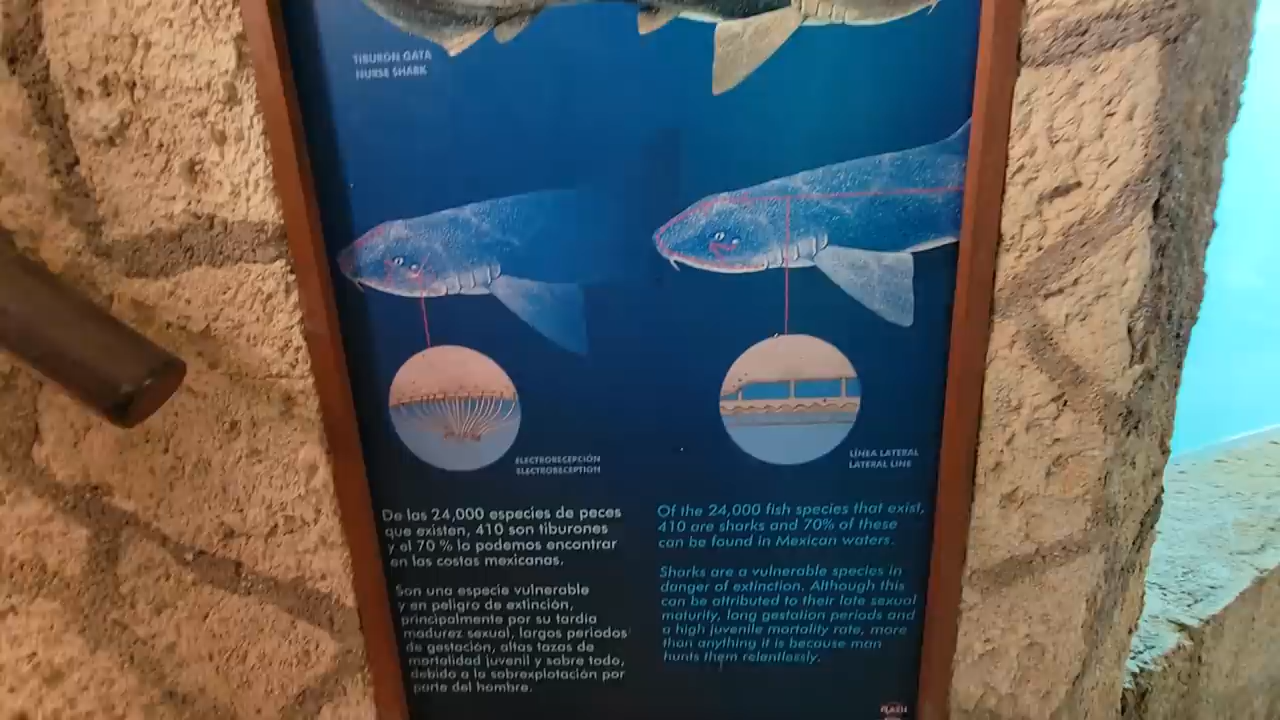 TIBURÓN GATA
NURSE SHARK
ELECTRORECEPCIÓN
ELECTRORECEPTION
LÍNEA LATERAL
LATERAL LINE
De las 24,000 especies de peces
que existen, 410 son tiburones
y el 70 % lo podemos encontrar
en las costas mexicanas.
Son una especie vulnerable
y en peligro de extinción,
principalmente por su tardía
madurez sexual, largos periodos
de gestación, altas tazas de
mortalidad juvenil y sobre todo,
debido a la sobrexplotación por
parte del hombre.
Of the 24,000 fish species that exist,
410 are sharks and 70% of these
can be found in Mexican waters.
Sharks are a vulnerable species in
danger of extinction. Although this
can be attributed to their late sexual
maturity, long gestation periods and
a high juvenile mortality rate, more
than anything it is because man
hunts them relentlessly.